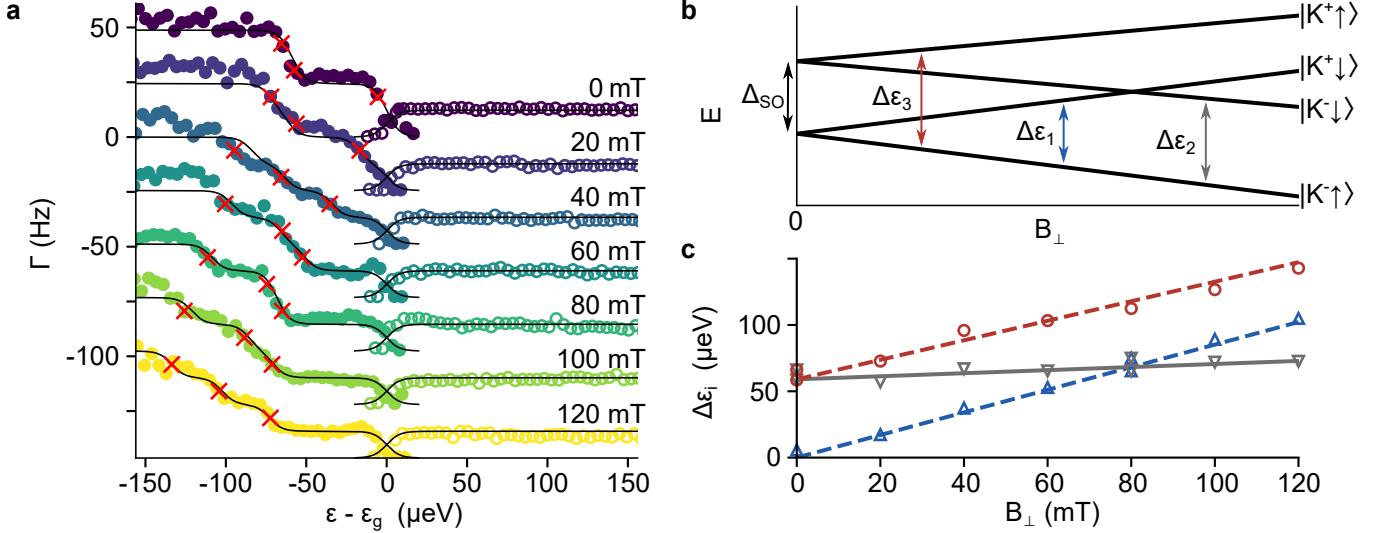 a
50
0
-50
-100
Γ (Hz)
0 mT
20 mT
40 mT
60 mT
80 mT
100 mT
120 mT
-150
-100
-50
0
50
100
150
ε - εg (µeV)
b
E
ΔSO
Δε3
Δε1
Δε2
|K⁺↑⟩
|K⁺↓⟩
|K⁻↓⟩
|K⁻↑⟩
0
B⊥
c
100
50
0
Δεi (µeV)
0
20
40
60
80
100
120
B⊥ (mT)